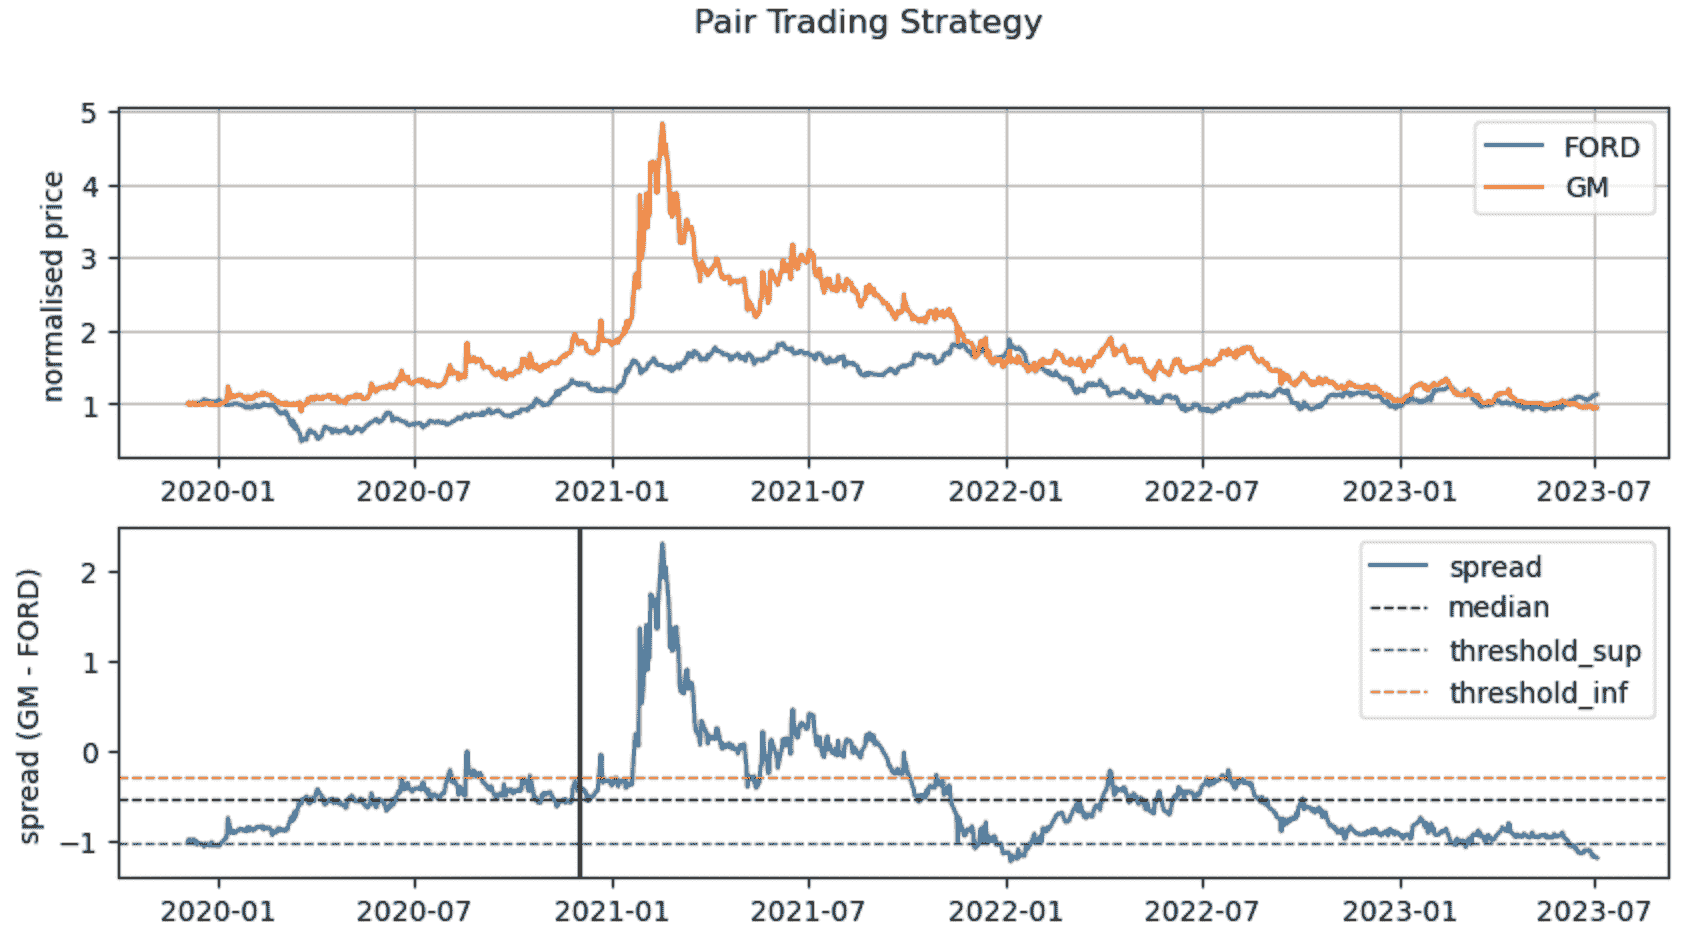 Pair Trading Strategy
normalised price
5
4
3
2
1
FORD
GM
2020-01 2020-07 2021-01 2021-07 2022-01 2022-07 2023-01 2023-07
spread (GM - FORD)
2
1
0
−1
spread
median
threshold_sup
threshold_inf
2020-01 2020-07 2021-01 2021-07 2022-01 2022-07 2023-01 2023-07